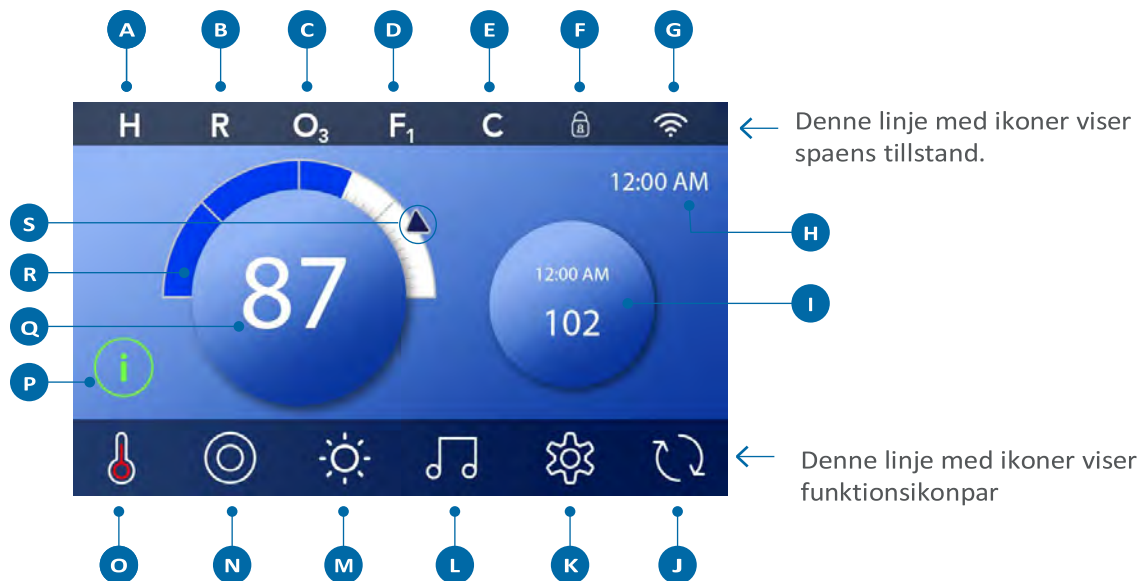 A B C D E F G
H R O₃ F₁ C 8
Denne linje med ikoner viser
spaens tillstand.
12:00 AM
S
H
R
87
12:00 AM
I
102
Q
i
P
Denne linje med ikoner viser
funktionsikonpar
O N M L K J